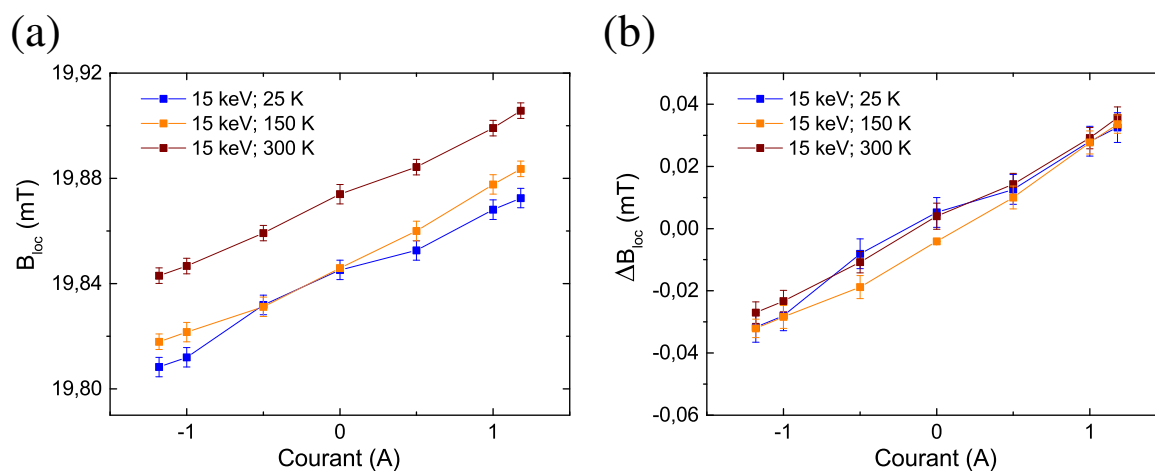 (a)
19,92
19,88
19,84
19,80
B_loc (mT)
15 keV; 25 K
15 keV; 150 K
15 keV; 300 K
-1
0
1
Courant (A)
(b)
0,04
0,02
0,00
-0,02
-0,04
-0,06
ΔB_loc (mT)
15 keV; 25 K
15 keV; 150 K
15 keV; 300 K
-1
0
1
Courant (A)